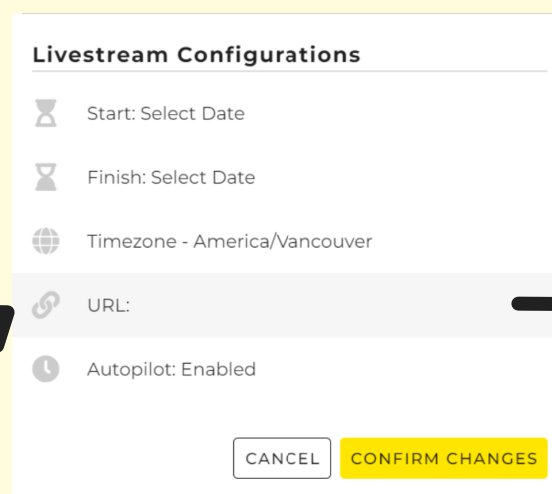 Livestream Configurations
Start: Select Date
Finish: Select Date
Timezone - America/Vancouver
URL:
Autopilot: Enabled
CANCEL CONFIRM CHANGES